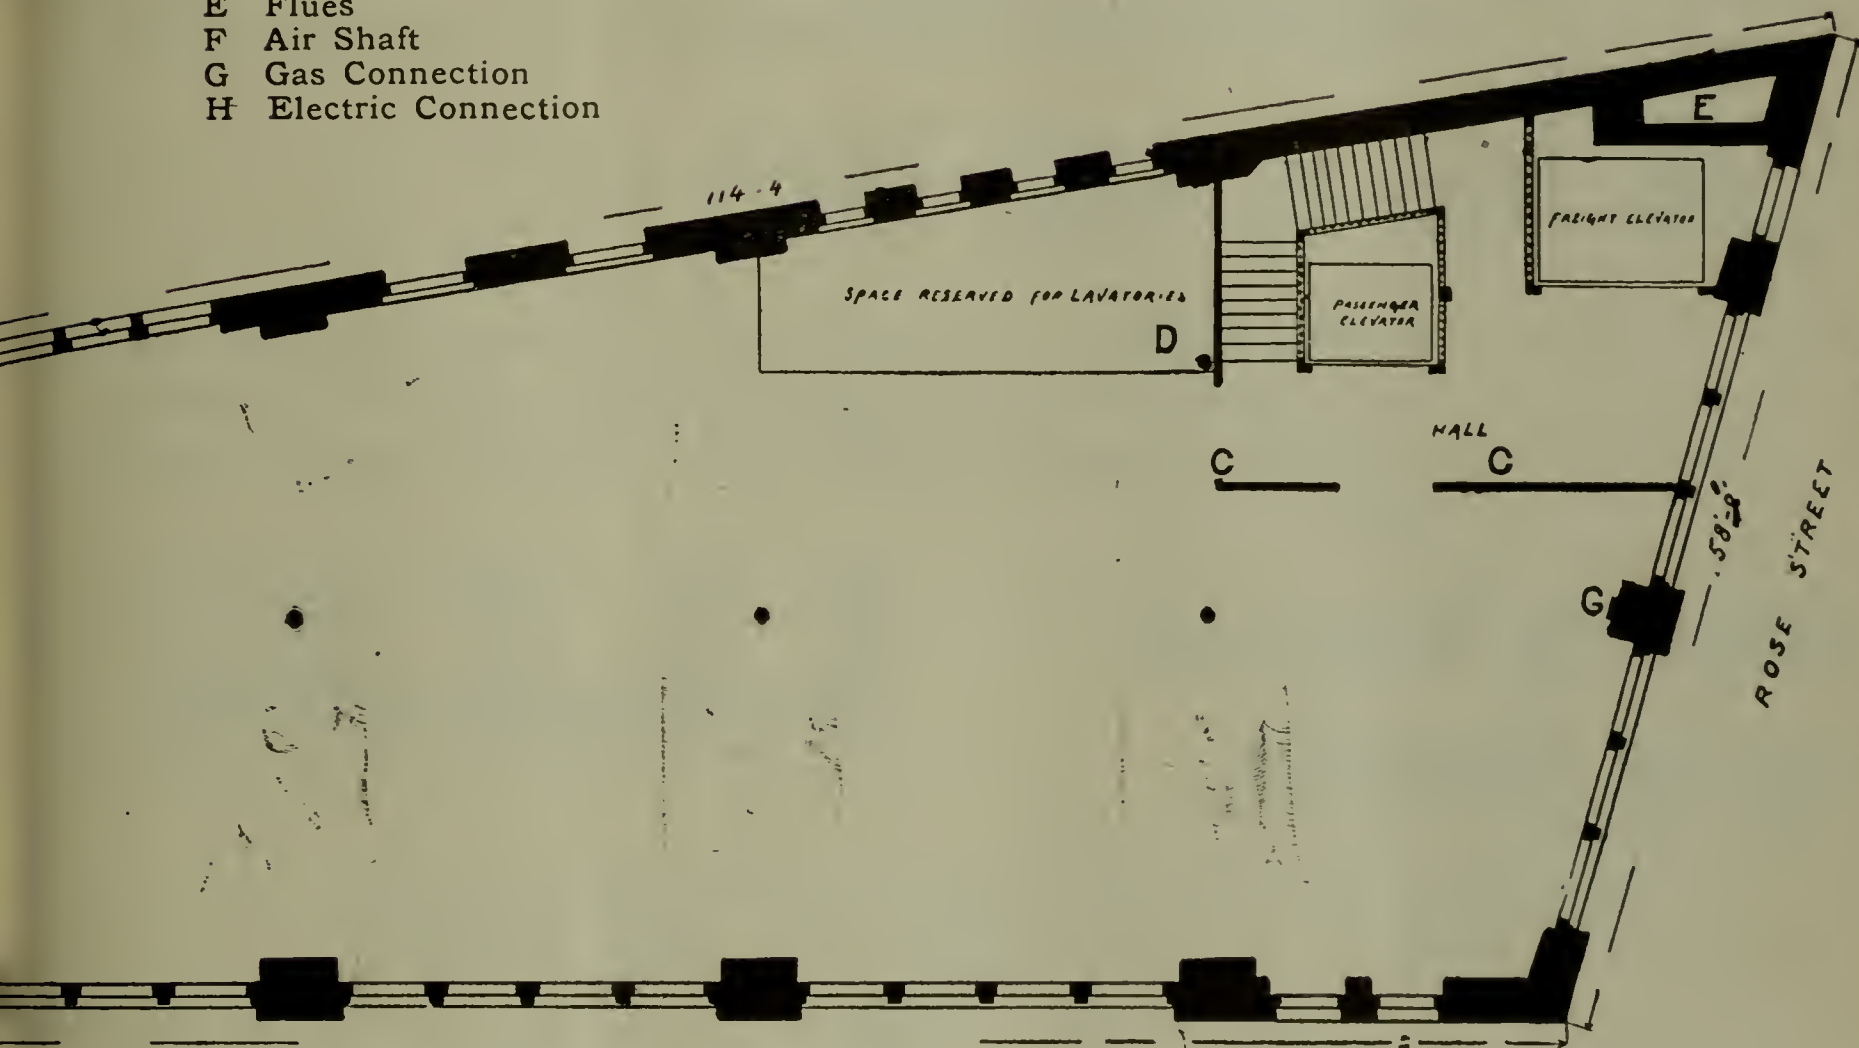 E Flues
F Air Shaft
G Gas Connection
H Electric Connection
114-4
E
FREIGHT ELEVATOR
SPACE RESERVED FOR LAVATORIES
PASSENGER
ELEVATOR
D
HALL
C
C
58'-8"
G
ROSE STREET